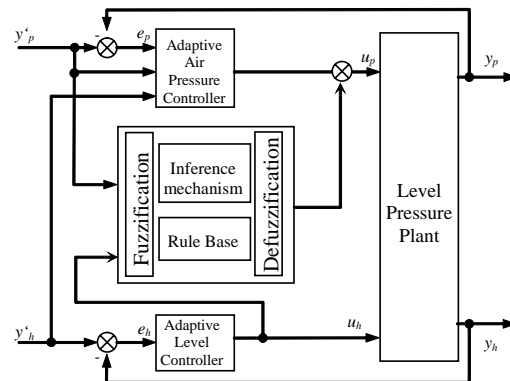 -
y'p
ep
Adaptive
Air
Pressure
Controller
up
yp
Fuzzification
Inference
mechanism
Rule Base
Defuzzification
Level
Pressure
Plant
y'h
eh
Adaptive
Level
Controller
uh
yh
-